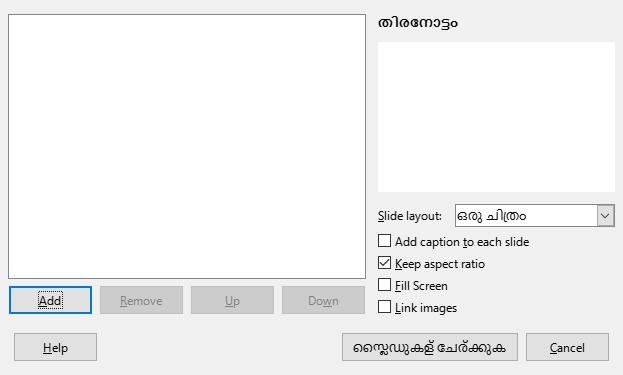 തിരനോട്ടം
Slide layout: ഒരു ചിത്രം
Add caption to each slide
Keep aspect ratio
Fill Screen
Link images
Add Remove Up Down
Help സ്ലൈഡുകള് ചേര്ക്കുക Cancel